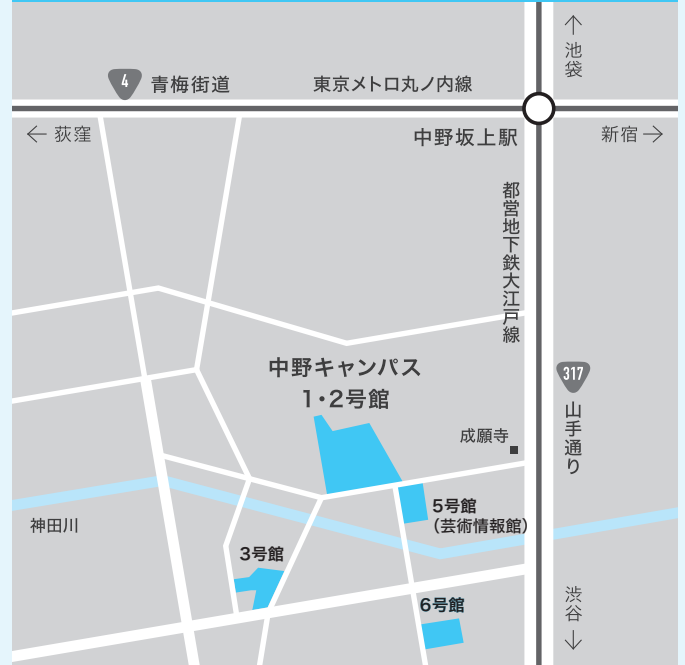 ↑
池袋
4
青梅街道
東京メトロ丸ノ内線
← 荻窪
中野坂上駅
新宿 →
都営地下鉄大江戸線
中野キャンパス
1・2号館
317
山手通り
成願寺
5号館
（芸術情報館）
神田川
3号館
6号館
渋谷
↓